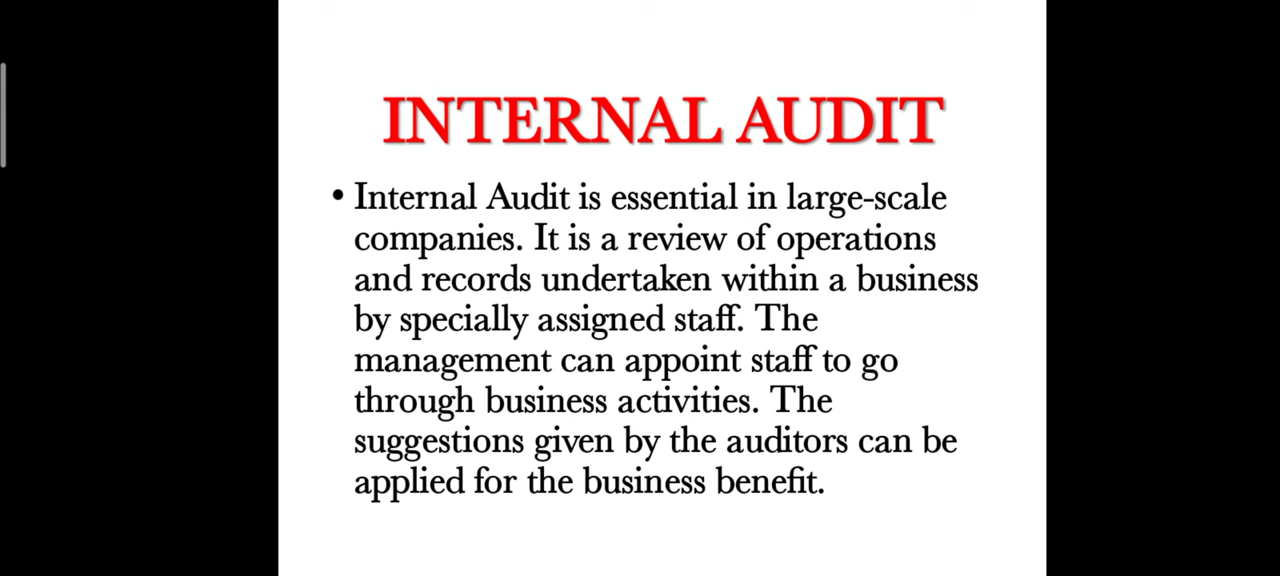 INTERNAL AUDIT
• Internal Audit is essential in large-scale
companies. It is a review of operations
and records undertaken within a business
by specially assigned staff. The
management can appoint staff to go
through business activities. The
suggestions given by the auditors can be
applied for the business benefit.